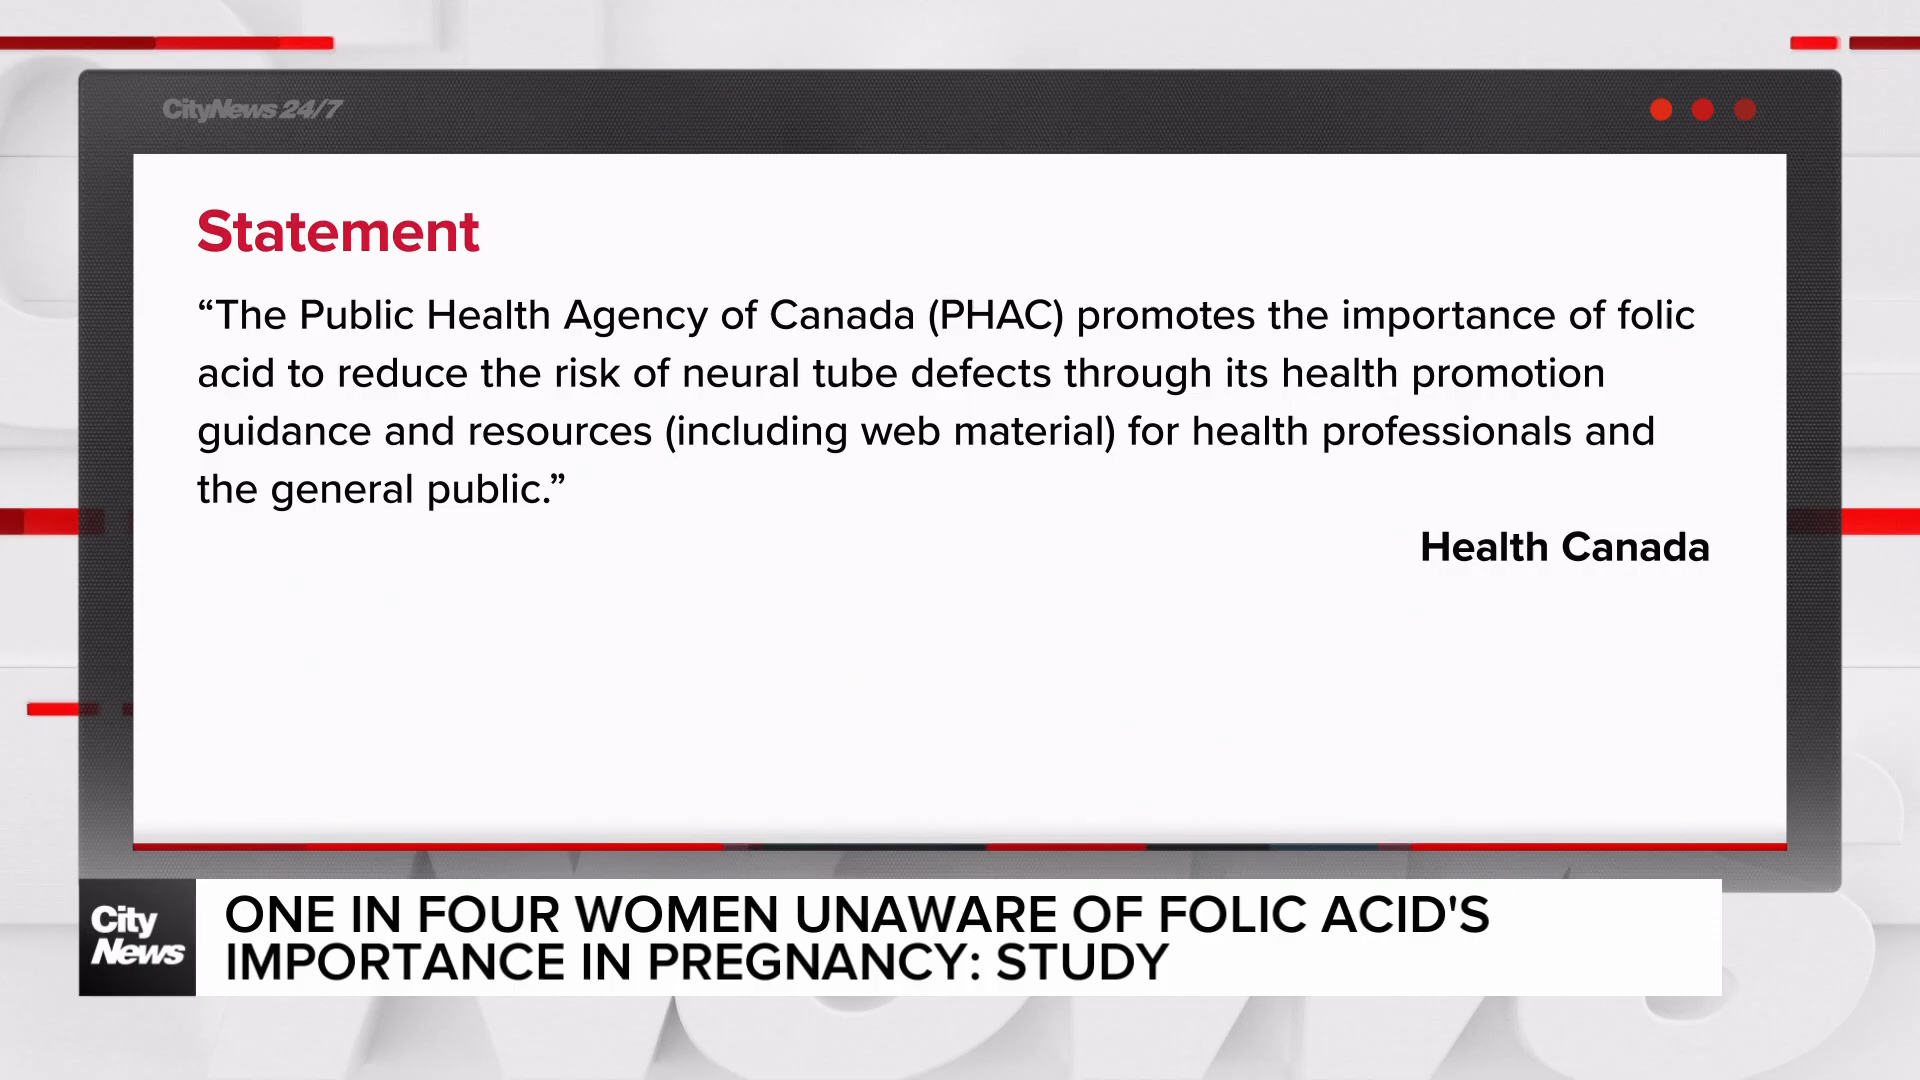 CityNews 24/7
Statement
“The Public Health Agency of Canada (PHAC) promotes the importance of folic
acid to reduce the risk of neural tube defects through its health promotion
guidance and resources (including web material) for health professionals and
the general public.”
Health Canada
City
News
ONE IN FOUR WOMEN UNAWARE OF FOLIC ACID'S
IMPORTANCE IN PREGNANCY: STUDY